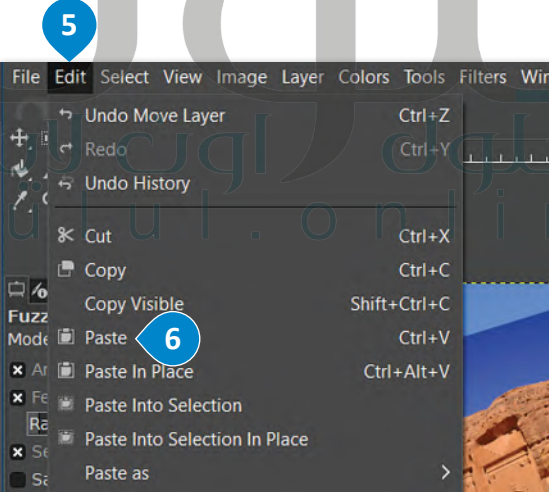 5
File Edit Select View Image Layer Colors Tools Filters Win
Undo Move Layer Ctrl+Z
Redo Ctrl+Y
Undo History
Cut Ctrl+X
Copy Ctrl+C
Copy Visible Shift+Ctrl+C
Fuzz
Paste 6 Ctrl+V
Mode
Paste In Place Ctrl+Alt+V
Paste Into Selection
Paste Into Selection In Place
Paste as